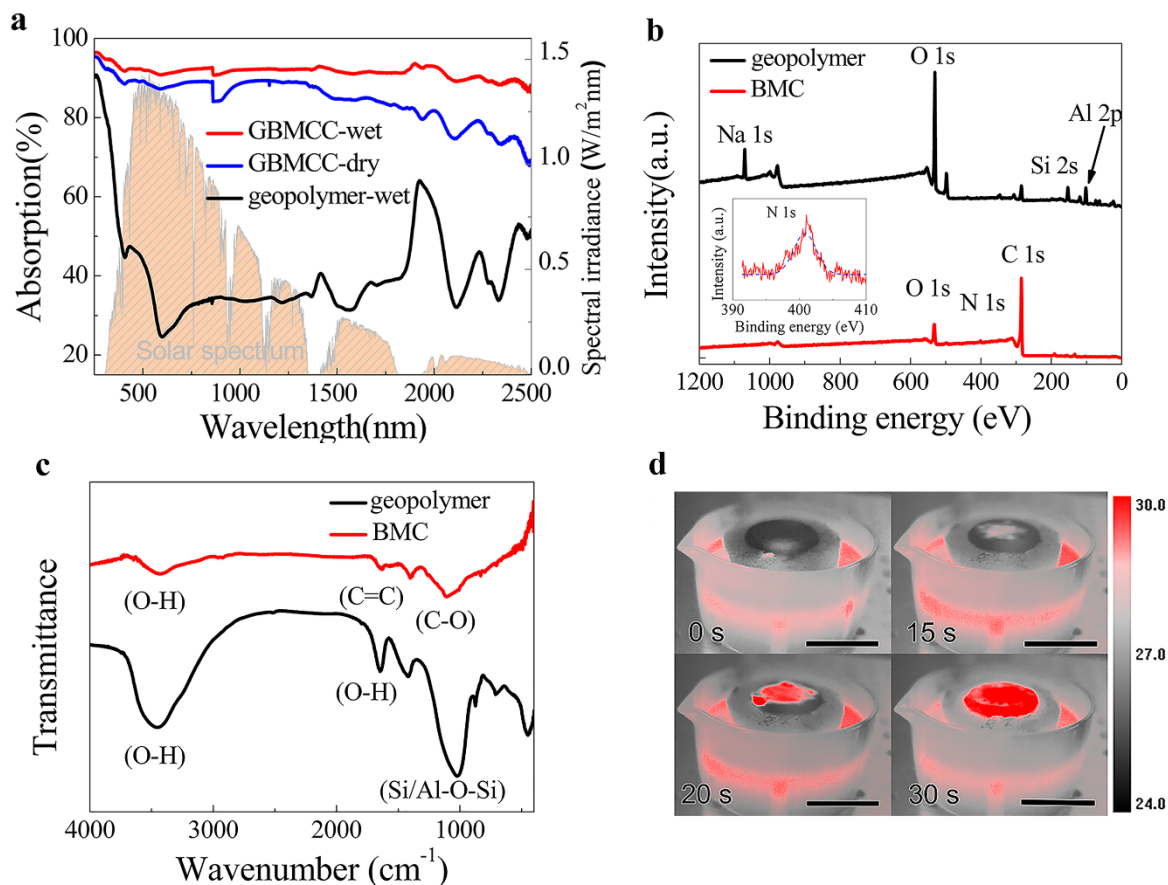 a
100
80
60
40
20
Absorption(%)
1.5
1.0
0.5
0.0
Spectral irradiance (W/m²nm)
GBMCC-wet
GBMCC-dry
geopolymer-wet
Solar spectrum
500 1000 1500 2000 2500
Wavelength(nm)
b
geopolymer
BMC
O 1s
Na 1s
Al 2p
Si 2s
N 1s
Intensity (a.u.)
390 400 410
Binding energy (eV)
C 1s
O 1s
N 1s
Intensity(a.u.)
1200 1000 800 600 400 200 0
Binding energy (eV)
c
geopolymer
BMC
(O-H)
(C=C)
(C-O)
(O-H)
(O-H)
(Si/Al-O-Si)
Transmittance
4000 3000 2000 1000
Wavenumber (cm⁻¹)
d
0 s
15 s
20 s
30 s
30.0
27.0
24.0